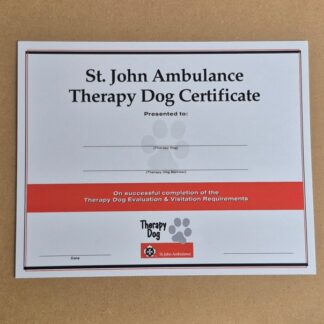 St. John Ambulance
Therapy Dog Certificate
Presented to:
(Therapy Dog)
(Therapy Dog Member)
On successful completion of the
Therapy Dog Evaluation & Visitation Requirements
Therapy
Dog
St. John Ambulance
Date